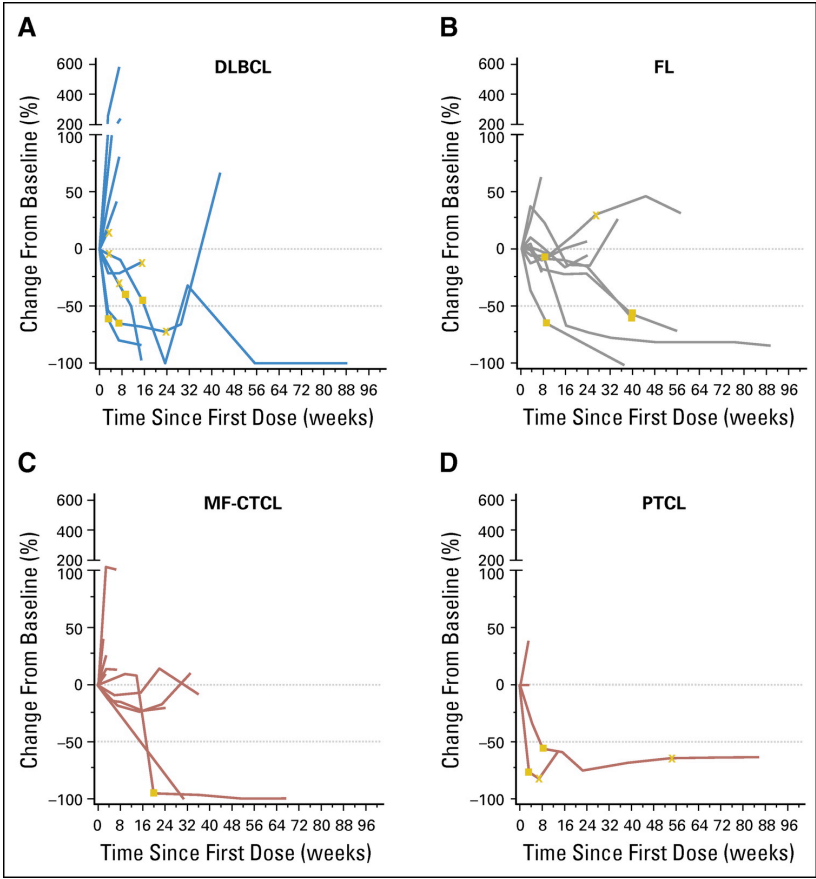 A
DLBCL
Change From Baseline (%)
600
400
200
100
50
0
−50
−100
0 8 16 24 32 40 48 56 64 72 80 88 96
Time Since First Dose (weeks)
B
FL
Change From Baseline (%)
600
400
200
100
50
0
−50
−100
0 8 16 24 32 40 48 56 64 72 80 88 96
Time Since First Dose (weeks)
C
MF-CTCL
Change From Baseline (%)
600
400
200
100
50
0
−50
−100
0 8 16 24 32 40 48 56 64 72 80 88 96
Time Since First Dose (weeks)
D
PTCL
Change From Baseline (%)
600
400
200
100
50
0
−50
−100
0 8 16 24 32 40 48 56 64 72 80 88 96
Time Since First Dose (weeks)